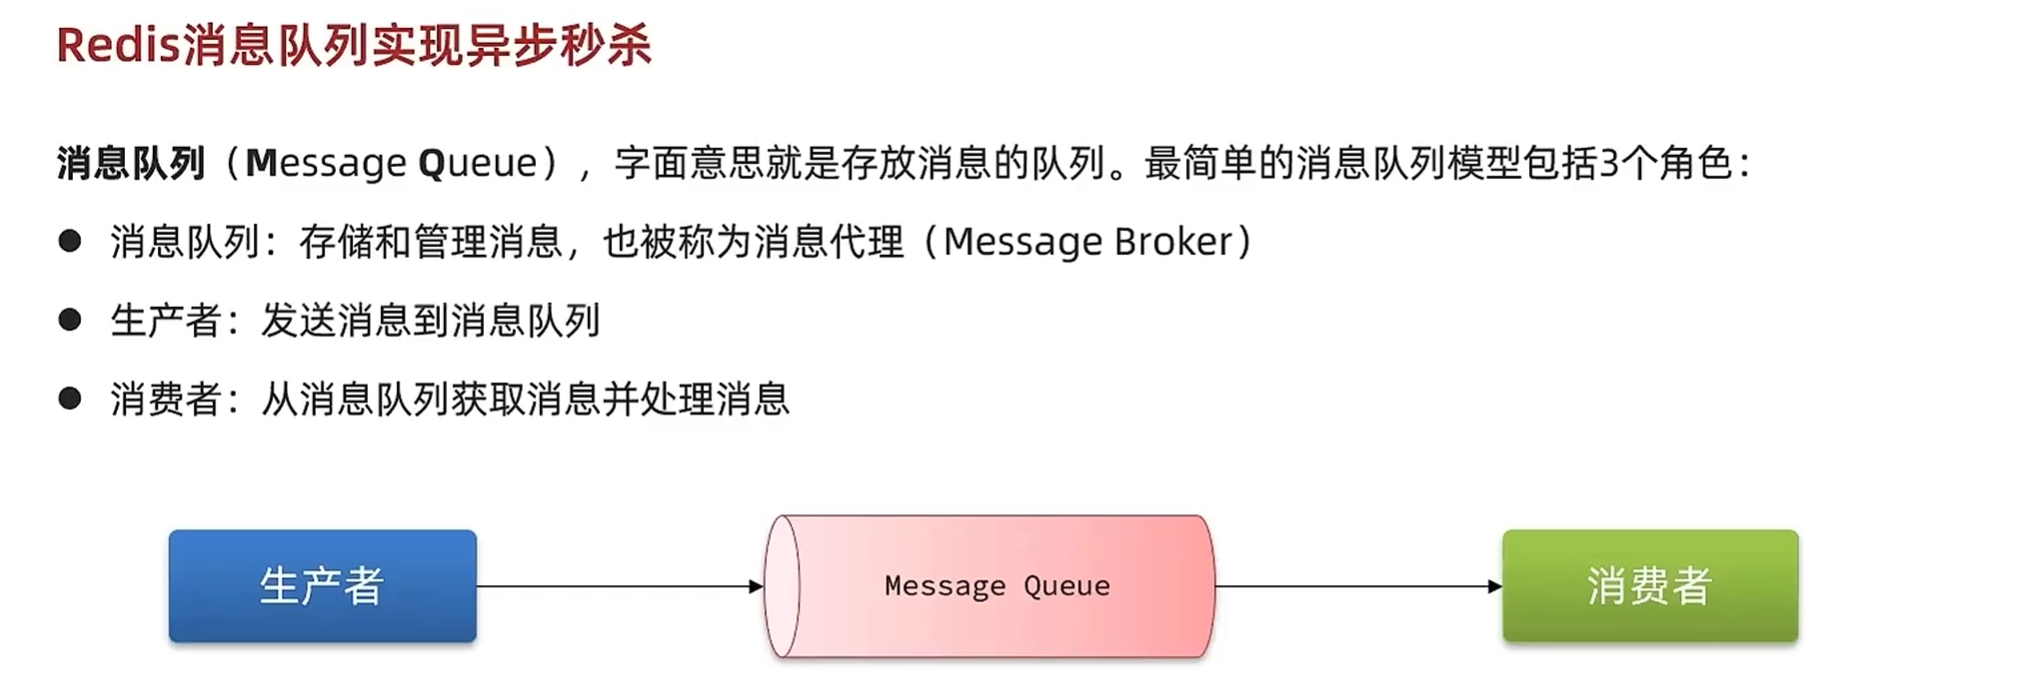 Redis消息队列实现异步秒杀
消息队列（Message Queue），字面意思就是存放消息的队列。最简单的消息队列模型包括3个角色：
● 消息队列：存储和管理消息，也被称为消息代理（Message Broker）
● 生产者：发送消息到消息队列
● 消费者：从消息队列获取消息并处理消息
生产者
Message Queue
消费者